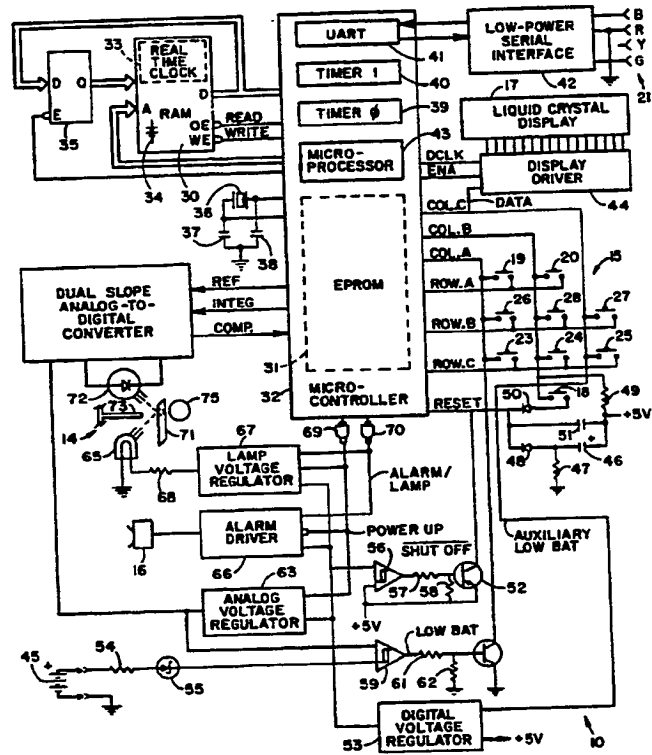 33
REAL
TIME
CLOCK
D Q
E
35
D
A
RAM
OE
WE
READ
WRITE
34
30
36
37
38
UART
41
TIMER 1
40
TIMER Ø
39
MICRO-
PROCESSOR
43
EPROM
31
MICRO-
CONTROLLER
32
LOW-POWER
SERIAL
INTERFACE
42
B
R
Y
G
21
17
LIQUID CRYSTAL
DISPLAY
DISPLAY
DRIVER
44
DCLK
ENA
DATA
COL.C
COL.B
COL.A
ROW.A
ROW.B
ROW.C
RESET
19
20
15
26
28
27
23
24
25
18
50
49
+5V
51
+
48
46
47
DUAL SLOPE
ANALOG-TO-
DIGITAL
CONVERTER
REF
INTEG
COMP.
72
73
75
14
71
65
68
67
LAMP
VOLTAGE
REGULATOR
69
70
ALARM/
LAMP
16
ALARM
DRIVER
66
POWER UP
SHUT OFF
63
ANALOG
VOLTAGE
REGULATOR
56
57
58
52
+5V
AUXILIARY
LOW BAT
LOW BAT
59
61
62
45
+
54
55
DIGITAL
VOLTAGE
REGULATOR
53
+5V
10